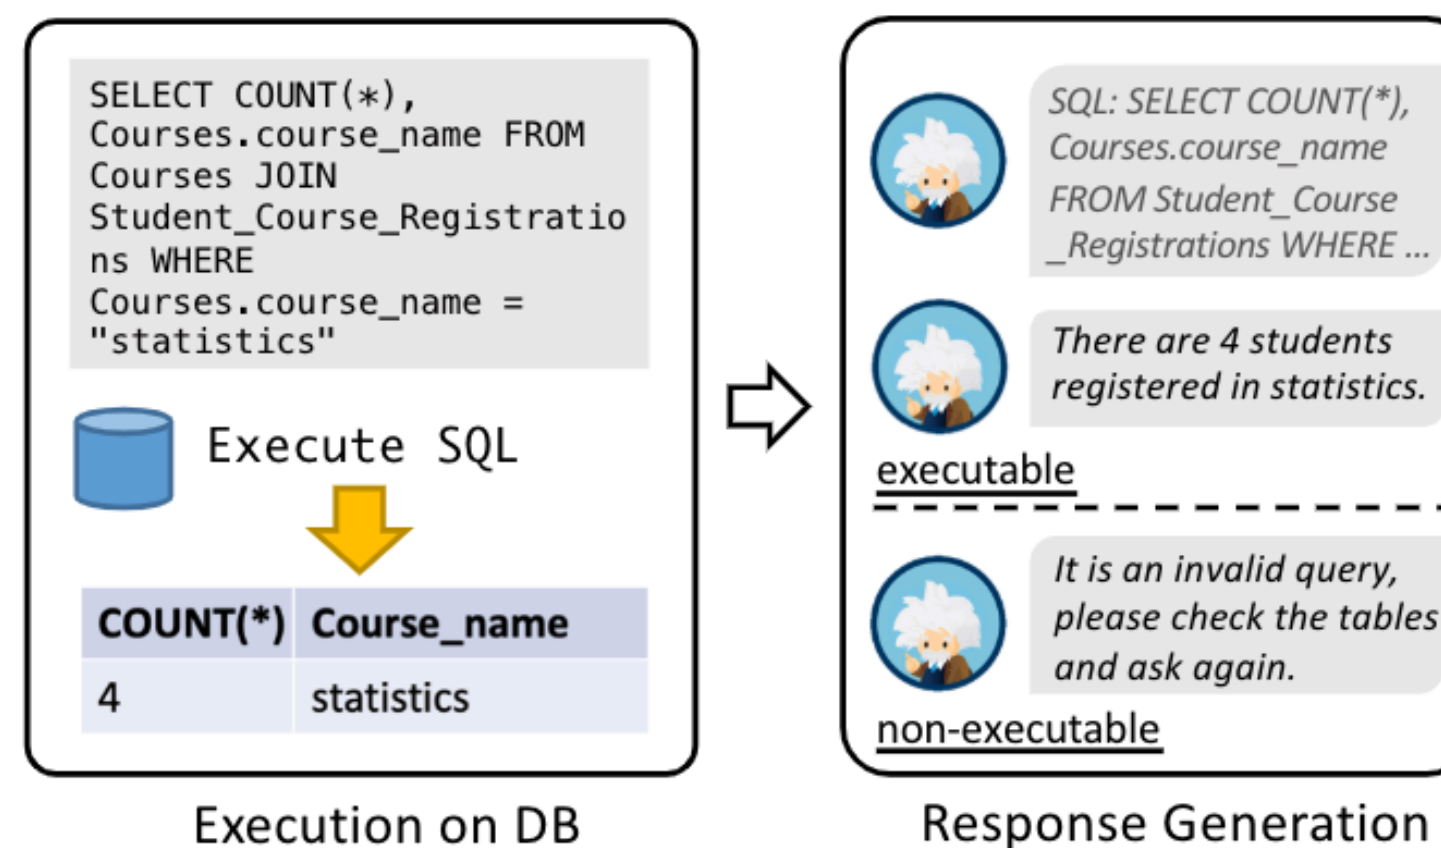 SELECT COUNT(*),
Courses.course_name FROM
Courses JOIN
Student_Course_Registratio
ns WHERE
Courses.course_name =
"statistics"
Execute SQL
COUNT(*) Course_name
4 statistics
Execution on DB
SQL: SELECT COUNT(*),
Courses.course_name
FROM Student_Course
_Registrations WHERE ...
There are 4 students
registered in statistics.
executable
It is an invalid query,
please check the tables
and ask again.
non-executable
Response Generation